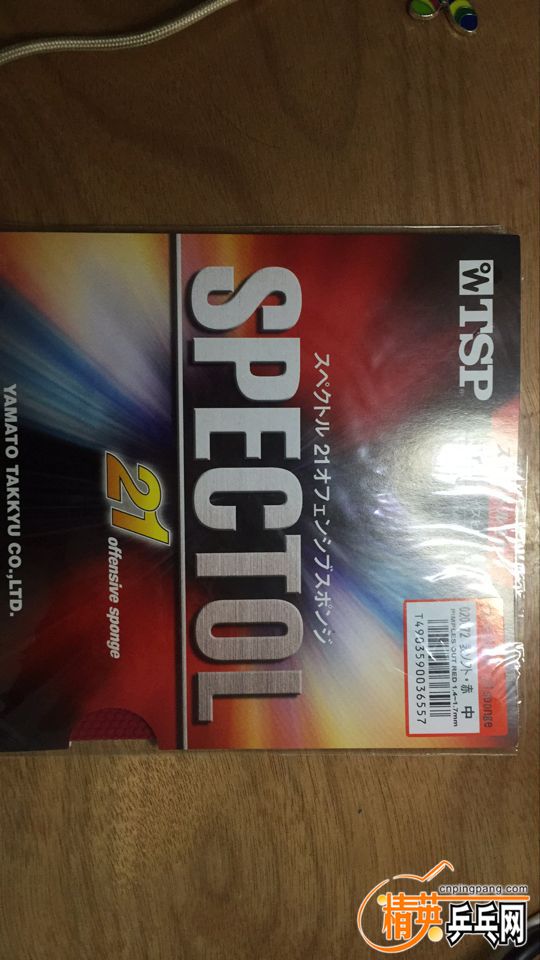 TSP
スペクトル 21オフェンシブスポンジ
SPECTOL
21
offensive sponge
YAMATO TAKKYU CO.,LTD.
PIMPLES OUT RED 1.4-1.7mm
T4903590036557
cnpingpang.com
精英乒乓网